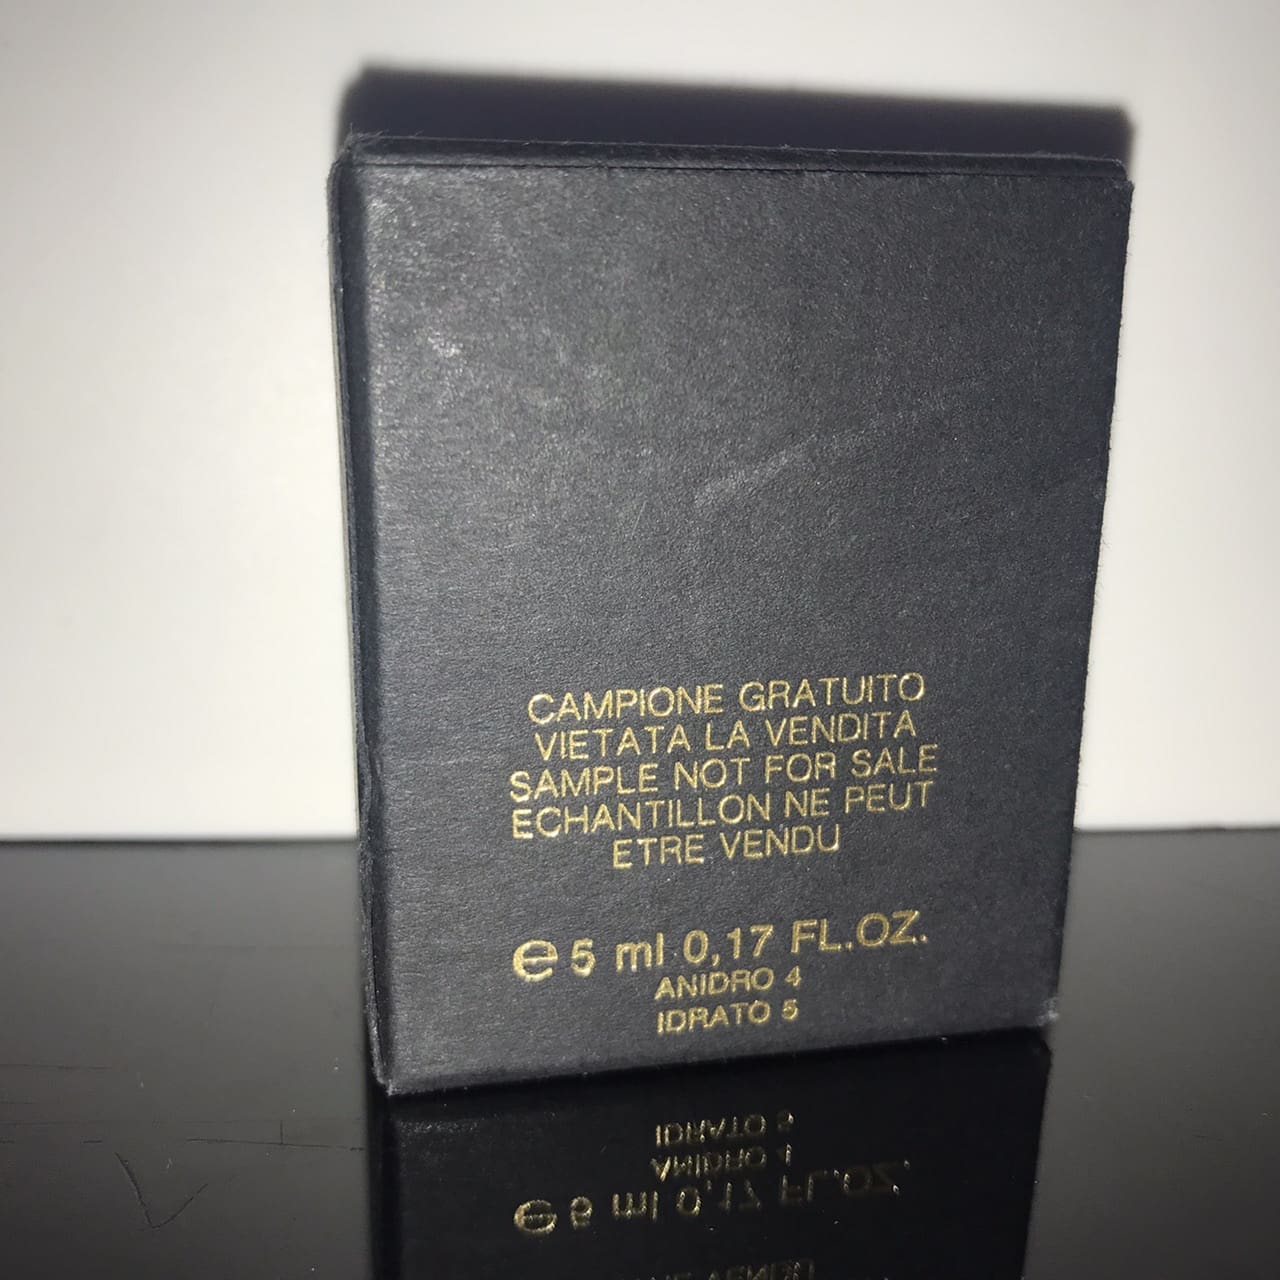 CAMPIONE GRATUITO
VIETATA LA VENDITA
SAMPLE NOT FOR SALE
ECHANTILLON NE PEUT
ETRE VENDU
℮ 5 ml 0,17 FL.OZ.
ANIDRO 4
IDRATO 5